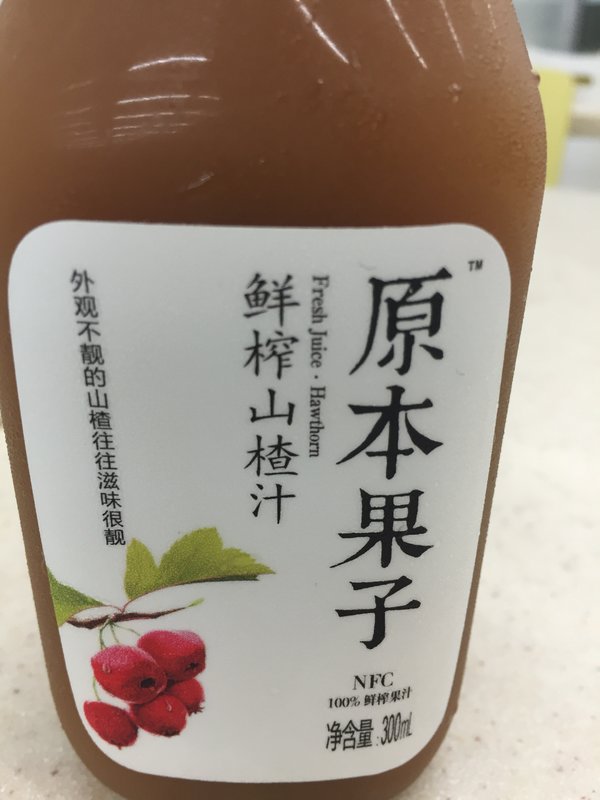 原本果子
TM
Fresh Juice · Hawthorn
鲜榨山楂汁
外观不靓的山楂往往滋味很靓
NFC
100% 鲜榨果汁
净含量:300mL